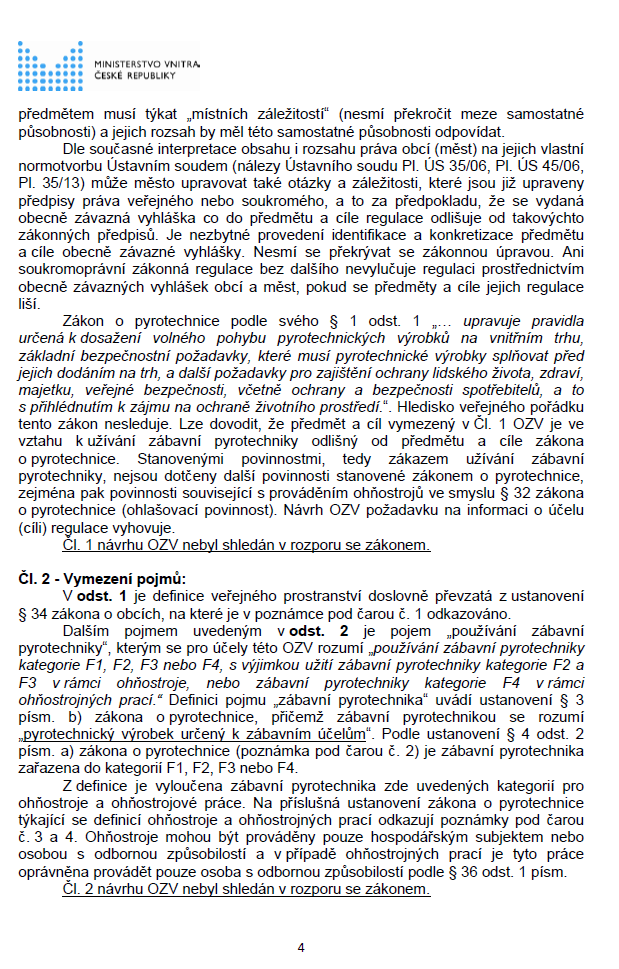 MINISTERSTVO VNITRA
ČESKÉ REPUBLIKY
předmětem musí týkat „místních záležitostí“ (nesmí překročit meze samostatné
působnosti) a jejich rozsah by měl této samostatné působnosti odpovídat.
Dle současné interpretace obsahu i rozsahu práva obcí (měst) na jejich vlastní
normotvorbu Ústavním soudem (nálezy Ústavního soudu Pl. ÚS 35/06, Pl. ÚS 45/06,
Pl. 35/13) může město upravovat také otázky a záležitosti, které jsou již upraveny
předpisy práva veřejného nebo soukromého, a to za předpokladu, že se vydaná
obecně závazná vyhláška co do předmětu a cíle regulace odlišuje od takovýchto
zákonných předpisů. Je nezbytné provedení identifikace a konkretizace předmětu
a cíle obecně závazné vyhlášky. Nesmí se překrývat se zákonnou úpravou. Ani
soukromoprávní zákonná regulace bez dalšího nevylučuje regulaci prostřednictvím
obecně závazných vyhlášek obcí a měst, pokud se předměty a cíle jejich regulace
liší.
Zákon o pyrotechnice podle svého § 1 odst. 1 „… upravuje pravidla
určená k dosažení volného pohybu pyrotechnických výrobků na vnitřním trhu,
základní bezpečnostní požadavky, které musí pyrotechnické výrobky splňovat před
jejich dodáním na trh, a další požadavky pro zajištění ochrany lidského života, zdraví,
majetku, veřejné bezpečnosti, včetně ochrany a bezpečnosti spotřebitelů, a to
s přihlédnutím k zájmu na ochraně životního prostředí.“. Hledisko veřejného pořádku
tento zákon nesleduje. Lze dovodit, že předmět a cíl vymezený v Čl. 1 OZV je ve
vztahu k užívání zábavní pyrotechniky odlišný od předmětu a cíle zákona
o pyrotechnice. Stanovenými povinnostmi, tedy zákazem užívání zábavní
pyrotechniky, nejsou dotčeny další povinnosti stanovené zákonem o pyrotechnice,
zejména pak povinnosti související s prováděním ohňostrojů ve smyslu § 32 zákona
o pyrotechnice (ohlašovací povinnost). Návrh OZV požadavku na informaci o účelu
(cíli) regulace vyhovuje.
Čl. 1 návrhu OZV nebyl shledán v rozporu se zákonem.
Čl. 2 - Vymezení pojmů:
V odst. 1 je definice veřejného prostranství doslovně převzatá z ustanovení
§ 34 zákona o obcích, na které je v poznámce pod čarou č. 1 odkazováno.
Dalším pojmem uvedeným v odst. 2 je pojem „používání zábavní
pyrotechniky“, kterým se pro účely této OZV rozumí „používání zábavní pyrotechniky
kategorie F1, F2, F3 nebo F4, s výjimkou užití zábavní pyrotechniky kategorie F2 a
F3 v rámci ohňostroje, nebo zábavní pyrotechniky kategorie F4 v rámci
ohňostrojných prací.“ Definici pojmu „zábavní pyrotechnika“ uvádí ustanovení § 3
písm. b) zákona o pyrotechnice, přičemž zábavní pyrotechnikou se rozumí
„pyrotechnický výrobek určený k zábavním účelům“. Podle ustanovení § 4 odst. 2
písm. a) zákona o pyrotechnice (poznámka pod čarou č. 2) je zábavní pyrotechnika
zařazena do kategorií F1, F2, F3 nebo F4.
Z definice je vyloučena zábavní pyrotechnika zde uvedených kategorií pro
ohňostroje a ohňostrojové práce. Na příslušná ustanovení zákona o pyrotechnice
týkající se definicí ohňostroje a ohňostrojných prací odkazují poznámky pod čarou
č. 3 a 4. Ohňostroje mohou být prováděny pouze hospodářským subjektem nebo
osobou s odbornou způsobilostí a v případě ohňostrojných prací je tyto práce
oprávněna provádět pouze osoba s odbornou způsobilostí podle § 36 odst. 1 písm.
Čl. 2 návrhu OZV nebyl shledán v rozporu se zákonem.
4